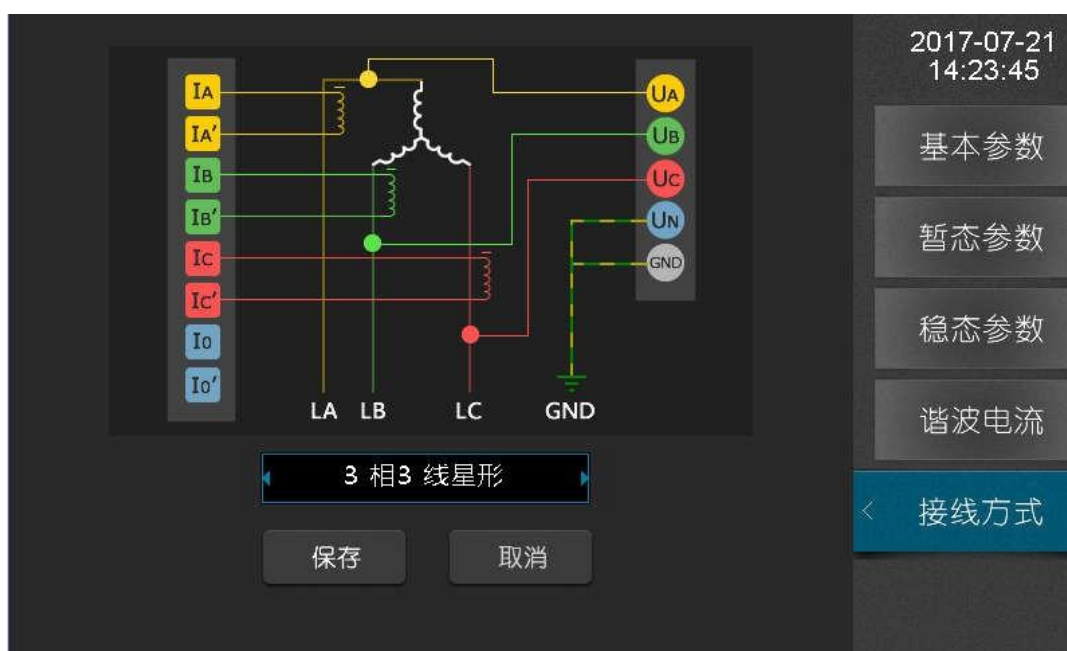 IA
IA′
IB
IB′
IC
IC′
I0
I0′
UA
UB
UC
UN
GND
LA LB LC GND
3 相3 线星形
保存 取消
2017-07-21
14:23:45
基本参数
暂态参数
稳态参数
谐波电流
接线方式